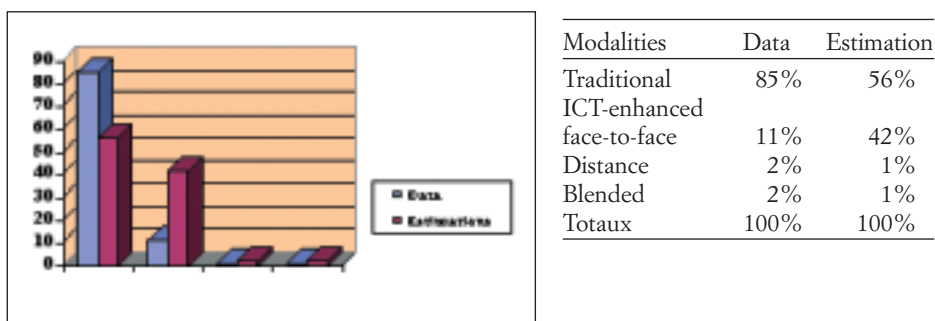 90
80
70
60
50
40
30
20
10
0
Data
Estimations
Modalities Data Estimation
Traditional 85% 56%
ICT-enhanced
face-to-face 11% 42%
Distance 2% 1%
Blended 2% 1%
Totaux 100% 100%